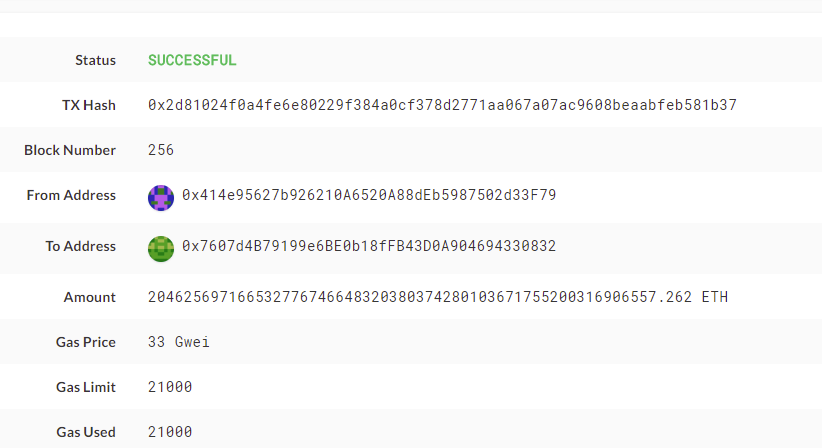 Status SUCCESSFUL
TX Hash 0x2d81024f0a4fe6e80229f384a0cf378d2771aa067a07ac9608beaabfeb581b37
Block Number 256
From Address 0x414e95627b926210A6520A88dEb5987502d33F79
To Address 0x7607d4B79199e6BE0b18fFB43D0A904694330832
Amount 204625697166532776746648320380374280103671755200316906557.262 ETH
Gas Price 33 Gwei
Gas Limit 21000
Gas Used 21000